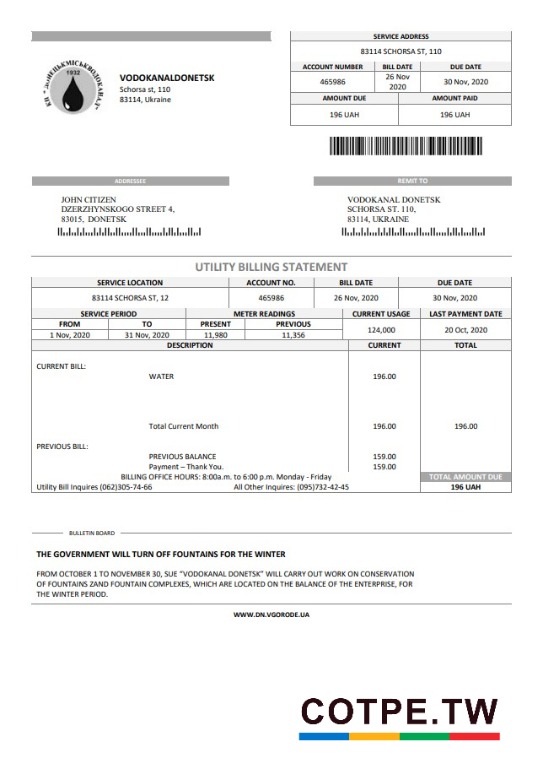 SERVICE ADDRESS
83114 SCHORSA ST, 110
ACCOUNT NUMBER BILL DATE DUE DATE
465986 26 Nov 2020 30 Nov, 2020
AMOUNT DUE AMOUNT PAID
196 UAH 196 UAH
КП "ДОНЕЦЬКМІСЬКВОДОКАНАЛ"
1932
VODOKANALDONETSK
Schorsa st, 110
83114, Ukraine
ADDRESSEE REMIT TO
JOHN CITIZEN
DZERZHYNSKOGO STREET 4,
83015, DONETSK
VODOKANAL DONETSK
SCHORSA ST. 110,
83114, UKRAINE
UTILITY BILLING STATEMENT
SERVICE LOCATION ACCOUNT NO. BILL DATE DUE DATE
83114 SCHORSA ST, 12 465986 26 Nov, 2020 30 Nov, 2020
SERVICE PERIOD METER READINGS CURRENT USAGE LAST PAYMENT DATE
FROM TO PRESENT PREVIOUS 124,000 20 Oct, 2020
1 Nov, 2020 31 Nov, 2020 11,980 11,356
DESCRIPTION CURRENT TOTAL
CURRENT BILL:
WATER 196.00
Total Current Month 196.00 196.00
PREVIOUS BILL:
PREVIOUS BALANCE 159.00
Payment – Thank You. 159.00
BILLING OFFICE HOURS: 8:00a.m. to 6:00 p.m. Monday - Friday TOTAL AMOUNT DUE
Utility Bill Inquires (062)305-74-66 All Other Inquires: (095)732-42-45 196 UAH
BULLETIN BOARD
THE GOVERNMENT WILL TURN OFF FOUNTAINS FOR THE WINTER
FROM OCTOBER 1 TO NOVEMBER 30, SUE "VODOKANAL DONETSK" WILL CARRY OUT WORK ON CONSERVATION
OF FOUNTAINS ZAND FOUNTAIN COMPLEXES, WHICH ARE LOCATED ON THE BALANCE OF THE ENTERPRISE, FOR
THE WINTER PERIOD.
WWW.DN.VGORODE.UA
COTPE.TW